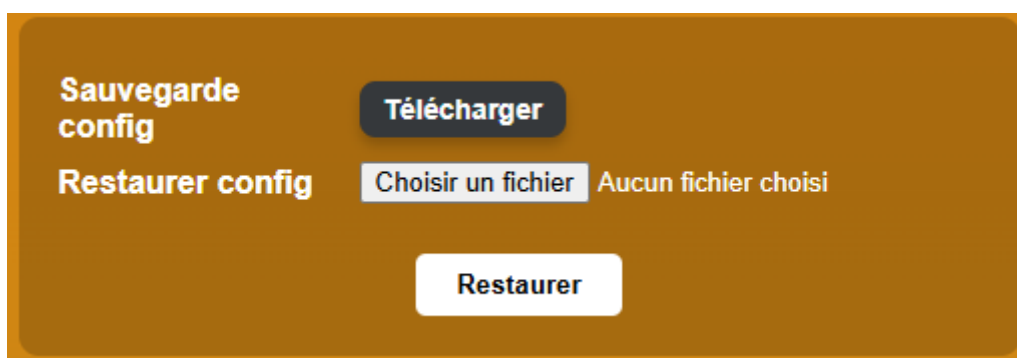 Sauvegarde
config
Télécharger
Restaurer config
Choisir un fichier Aucun fichier choisi
Restaurer